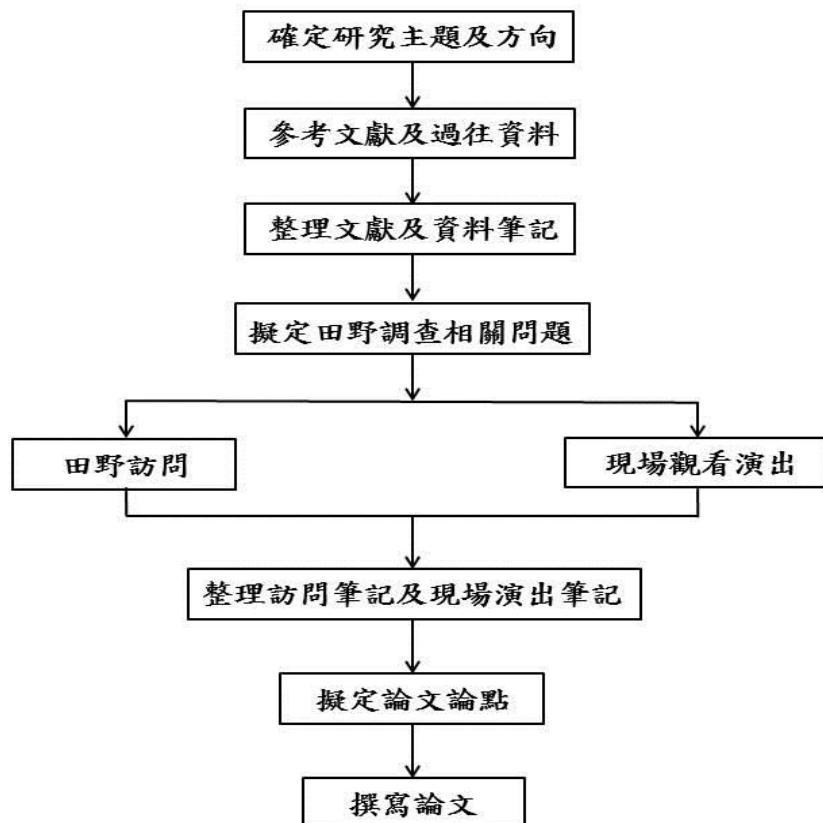 確定研究主題及方向
參考文獻及過往資料
整理文獻及資料筆記
擬定田野調查相關問題
田野訪問
現場觀看演出
整理訪問筆記及現場演出筆記
擬定論文論點
撰寫論文